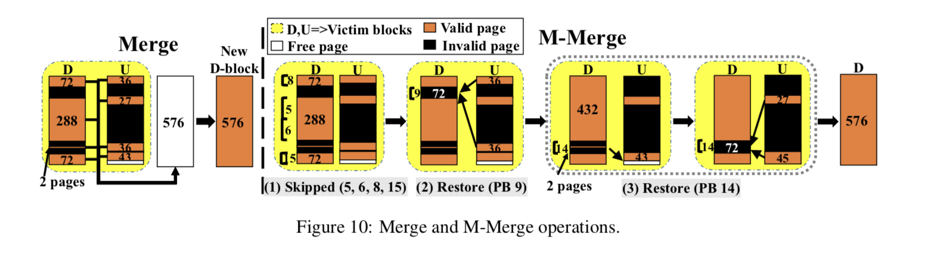 D,U=>Victim blocks Valid page
Free page Invalid page
Merge
New
D-block
M-Merge
D U
72 36
27
288
36
72 43
576
576
2 pages
D U
8 72
5
288
6
5 72
(1) Skipped (5, 6, 8, 15)
D U
9 72 36
36
(2) Restore (PB 9)
D U
432
14
43
2 pages
D U
27
14 72
45
(3) Restore (PB 14)
D
576
Figure 10: Merge and M-Merge operations.